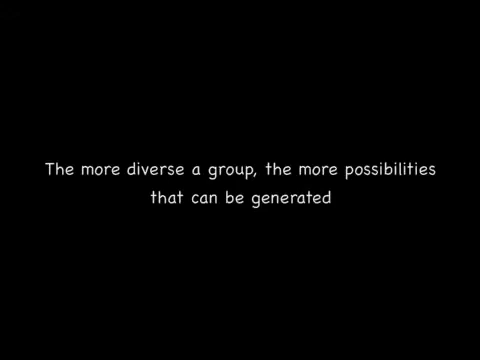 The more diverse a group, the more possibilities
that can be generated